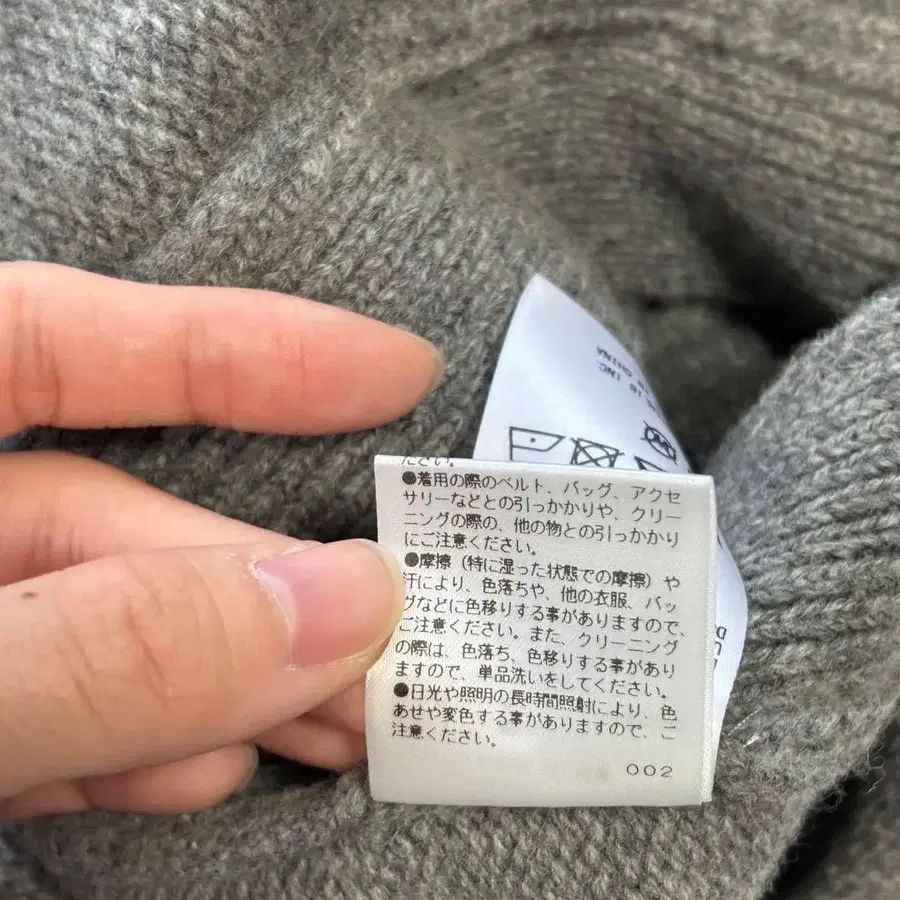 INC
CHINA
ださい。
●着用の際のベルト、バッグ、アクセ
サリーなどとの引っかかりや、クリー
ニングの際の、他の物との引っかかり
にご注意ください。
●摩擦（特に湿った状態での摩擦）や
汗により、色落ちや、他の衣服、バッ
グなどに色移りする事がありますので、
ご注意ください。また、クリーニング
の際は、色落ち、色移りする事があり
ますので、単品洗いをしてください。
●日光や照明の長時間照射により、色
あせや変色する事がありますので、ご
注意ください。
002